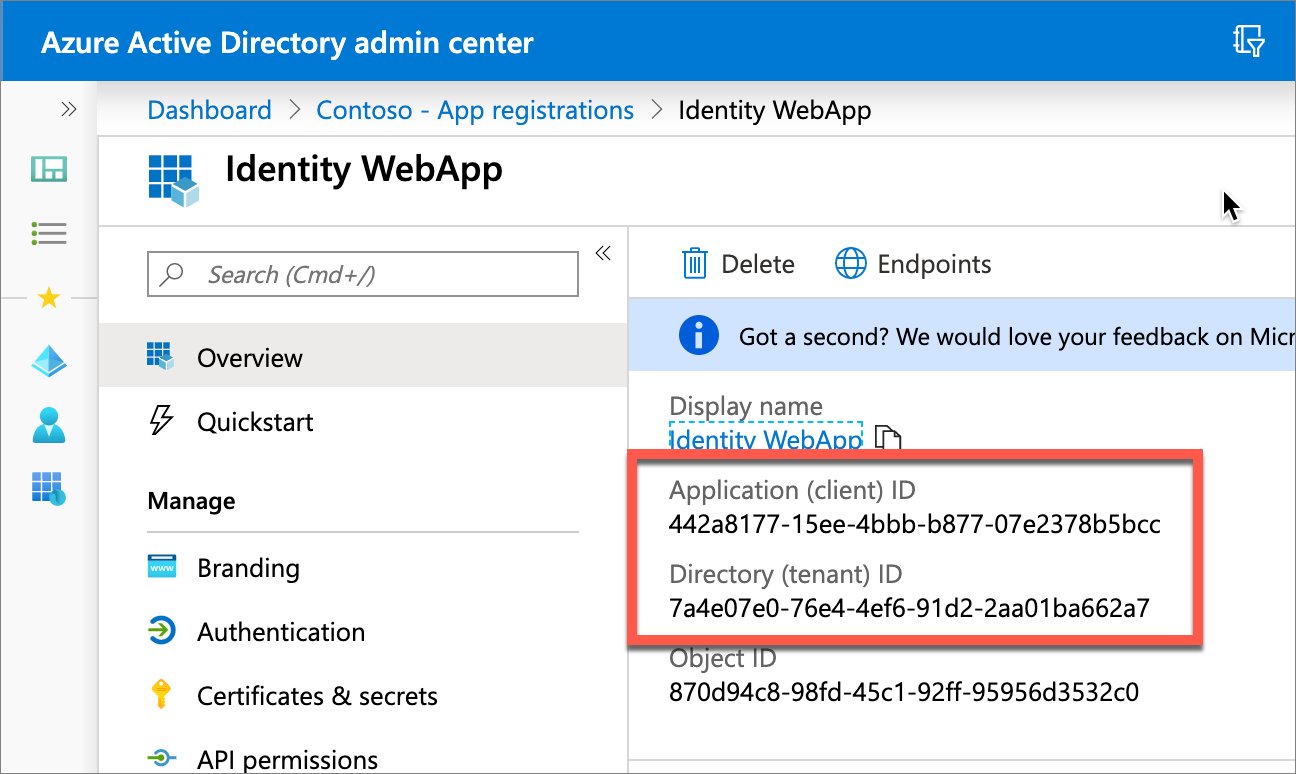 Azure Active Directory admin center
Dashboard > Contoso - App registrations > Identity WebApp
Identity WebApp
Search (Cmd+/)
Overview
Quickstart
Manage
Branding
Authentication
Certificates & secrets
API permissions
Delete
Endpoints
Got a second? We would love your feedback on Micr
Display name
Identity WebApp
Application (client) ID
442a8177-15ee-4bbb-b877-07e2378b5bcc
Directory (tenant) ID
7a4e07e0-76e4-4ef6-91d2-2aa01ba662a7
Object ID
870d94c8-98fd-45c1-92ff-95956d3532c0